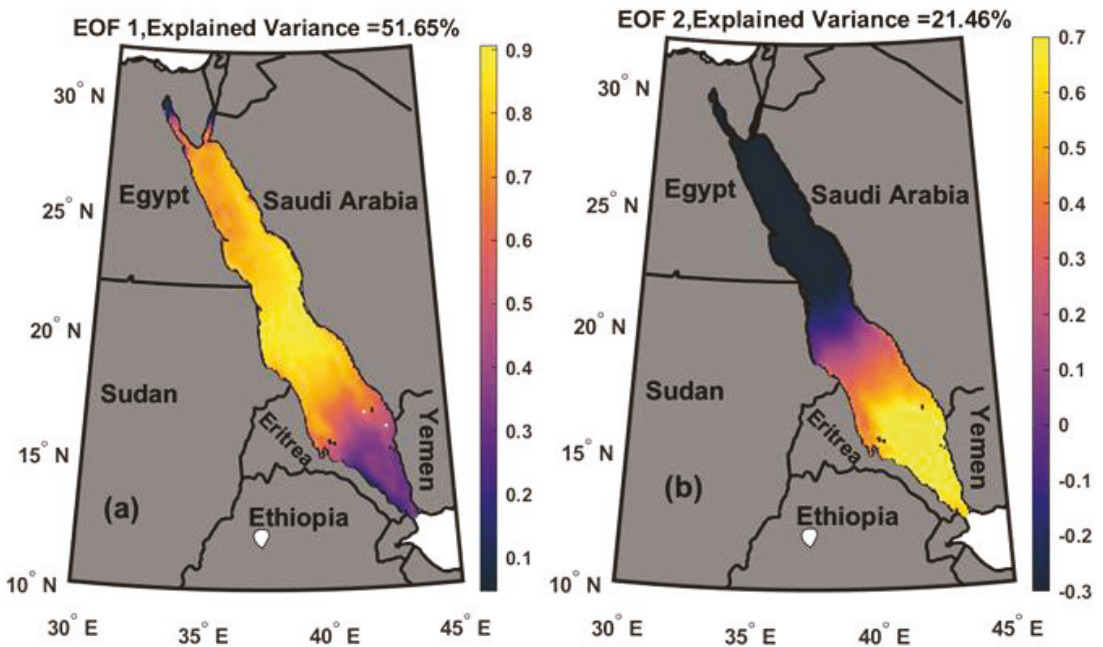 EOF 1,Explained Variance =51.65%
30° N
25° N
20° N
15° N
10° N
30° E
35° E
40° E
45° E
Egypt
Saudi Arabia
Sudan
Eritrea
Yemen
Ethiopia
(a)
0.9
0.8
0.7
0.6
0.5
0.4
0.3
0.2
0.1
EOF 2,Explained Variance =21.46%
30° N
25° N
20° N
15° N
10° N
30° E
35° E
40° E
45° E
Egypt
Saudi Arabia
Sudan
Eritrea
Yemen
Ethiopia
(b)
0.7
0.6
0.5
0.4
0.3
0.2
0.1
0
-0.1
-0.2
-0.3